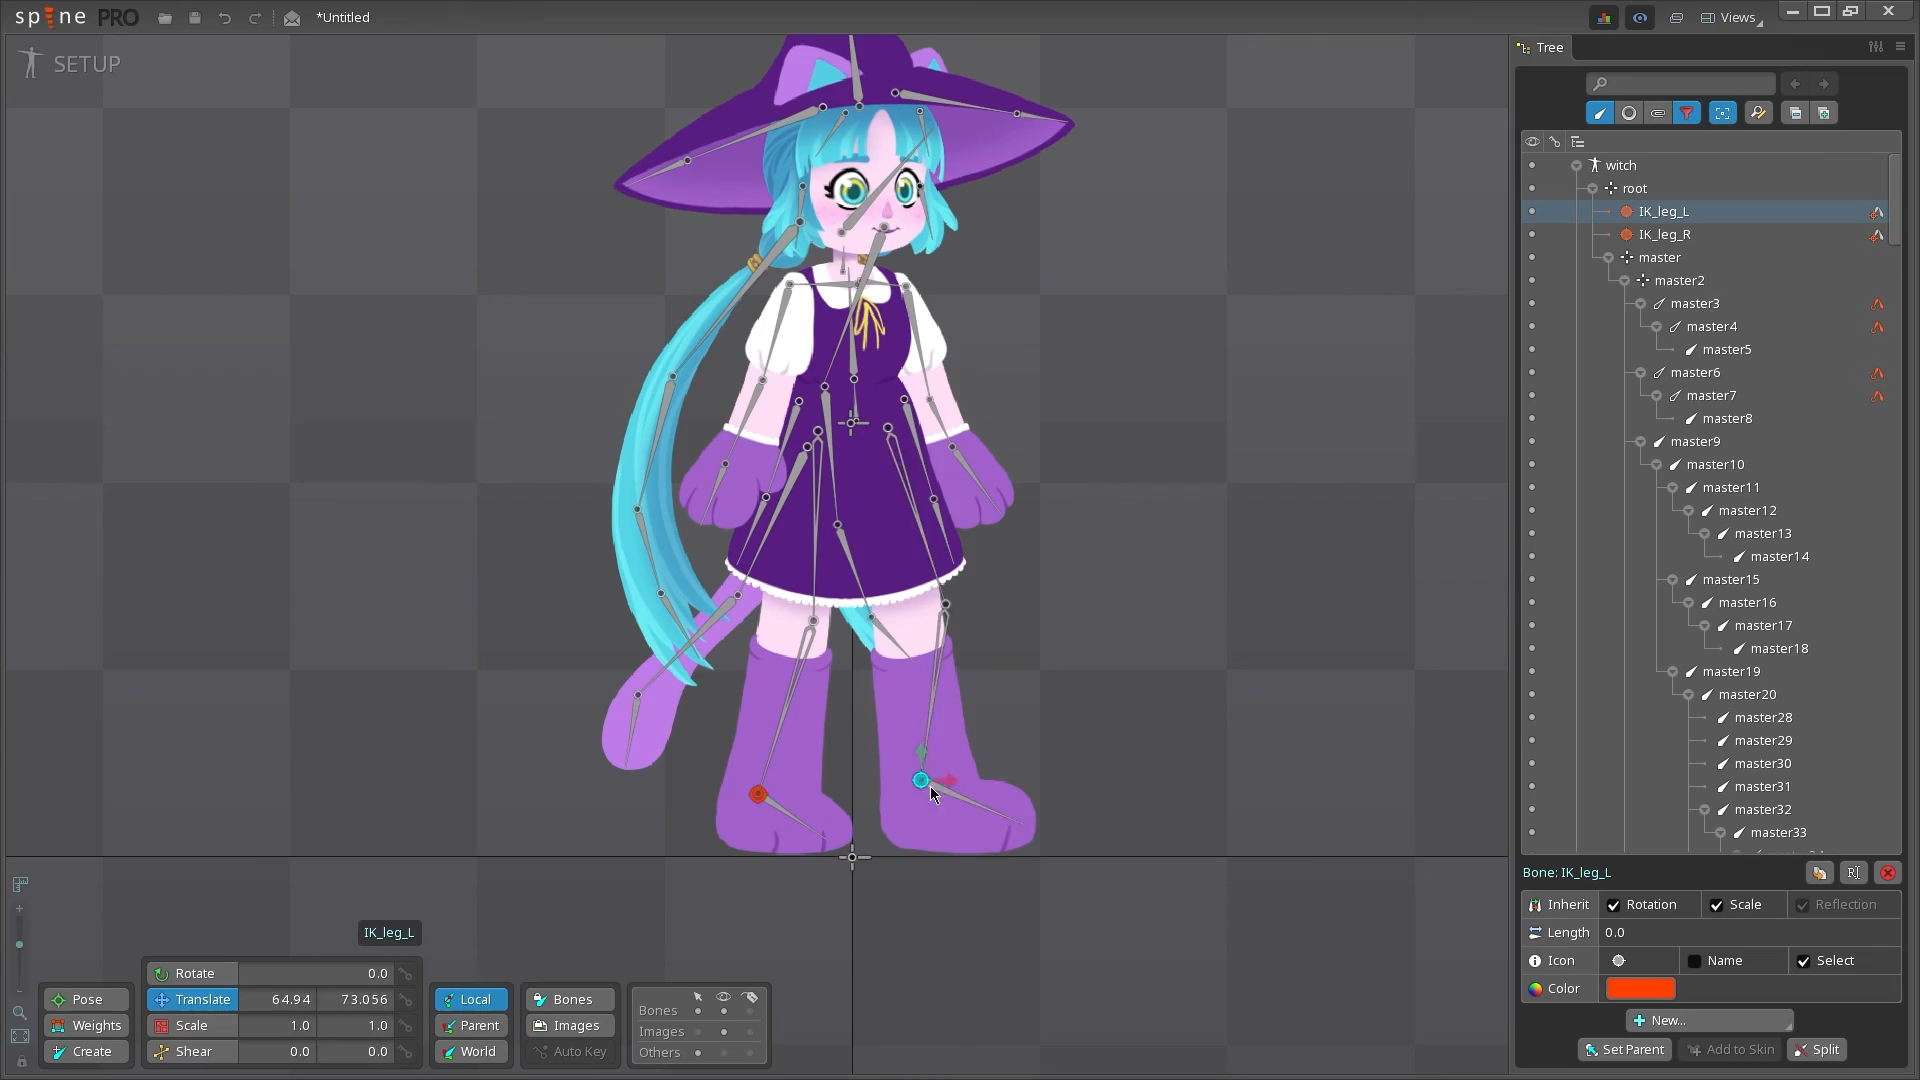 spine PRO
*Untitled
Views
SETUP
Tree
witch
root
IK_leg_L
IK_leg_R
master
master2
master3
master4
master5
master6
master7
master8
master9
master10
master11
master12
master13
master14
master15
master16
master17
master18
master19
master20
master28
master29
master30
master31
master32
master33
Bone: IK_leg_L
Inherit Rotation Scale Reflection
Length 0.0
Icon Name Select
Color
New...
Set Parent Add to Skin Split
IK_leg_L
Pose
Weights
Create
Rotate 0.0
Translate 64.94 73.056
Scale 1.0 1.0
Shear 0.0 0.0
Local
Parent
World
Bones
Images
Auto Key
Bones
Images
Others